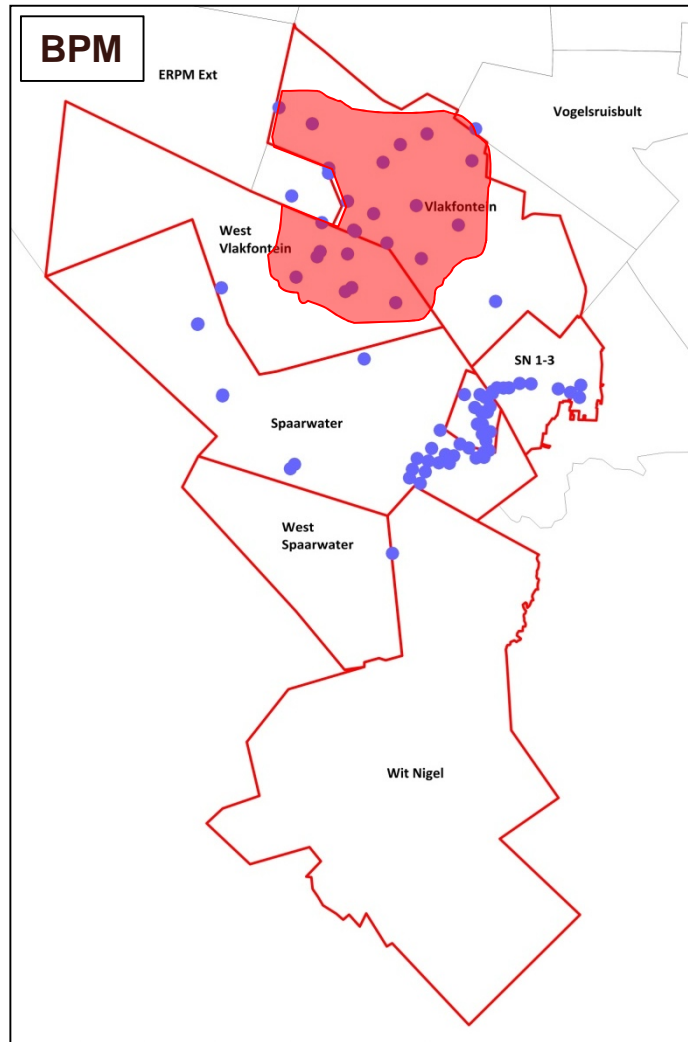 BPM
ERPM Ext
Vogelsruisbult
Vlakfontein
West
Vlakfontein
SN 1-3
Spaarwater
West
Spaarwater
Wit Nigel